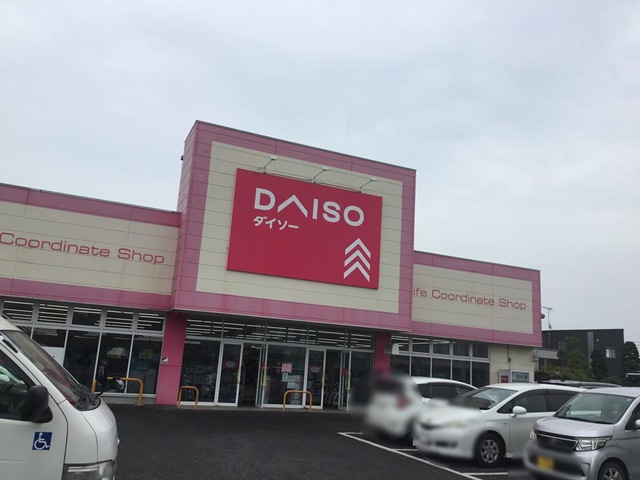 DAISO
ダイソー
Coordinate Shop
ife Coordinate Shop